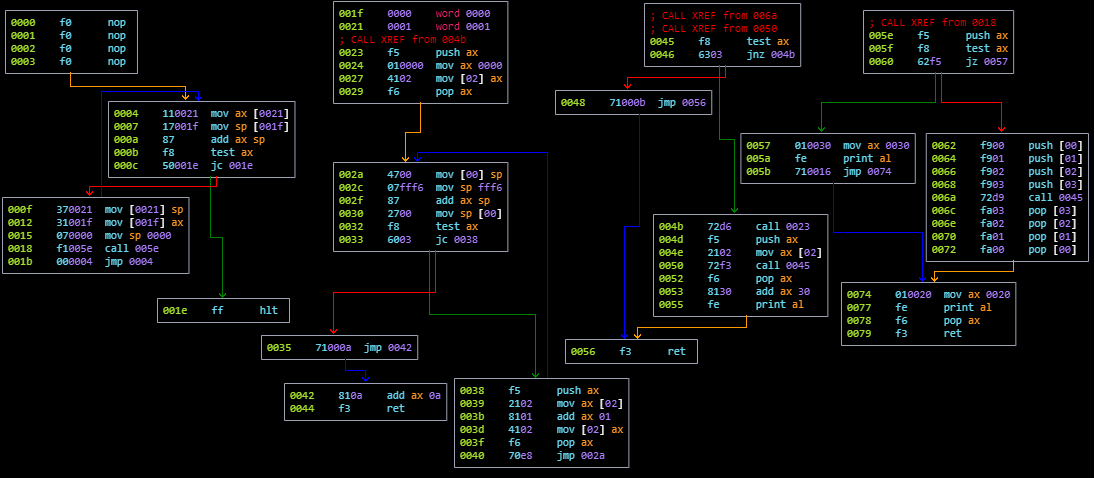 0000 f0 nop
0001 f0 nop
0002 f0 nop
0003 f0 nop
0004 110021 mov ax [0021]
0007 17001f mov sp [001f]
000a 87 add ax sp
000b f8 test ax
000c 50001e jc 001e
000f 370021 mov [0021] sp
0012 31001f mov [001f] ax
0015 070000 mov sp 0000
0018 f1005e call 005e
001b 000004 jmp 0004
001e ff hlt
001f 0000 word 0000
0021 0001 word 0001
; CALL XREF from 004b
0023 f5 push ax
0024 010000 mov ax 0000
0027 4102 mov [02] ax
0029 f6 pop ax
002a 4700 mov [00] sp
002c 07fff6 mov sp fff6
002f 87 add ax sp
0030 2700 mov sp [00]
0032 f8 test ax
0033 6003 jc 0038
0035 71000a jmp 0042
0042 810a add ax 0a
0044 f3 ret
0038 f5 push ax
0039 2102 mov ax [02]
003b 8101 add ax 01
003d 4102 mov [02] ax
003f f6 pop ax
0040 70e8 jmp 002a
; CALL XREF from 006a
; CALL XREF from 0050
0045 f8 test ax
0046 6303 jnz 004b
0048 71000b jmp 0056
004b 72d6 call 0023
004d f5 push ax
004e 2102 mov ax [02]
0050 72f3 call 0045
0052 f6 pop ax
0053 8130 add ax 30
0055 fe print al
0056 f3 ret
; CALL XREF from 0018
005e f5 push ax
005f f8 test ax
0060 62f5 jz 0057
0057 010030 mov ax 0030
005a fe print al
005b 710016 jmp 0074
0062 f900 push [00]
0064 f901 push [01]
0066 f902 push [02]
0068 f903 push [03]
006a 72d9 call 0045
006c fa03 pop [03]
006e fa02 pop [02]
0070 fa01 pop [01]
0072 fa00 pop [00]
0074 010020 mov ax 0020
0077 fe print al
0078 f6 pop ax
0079 f3 ret